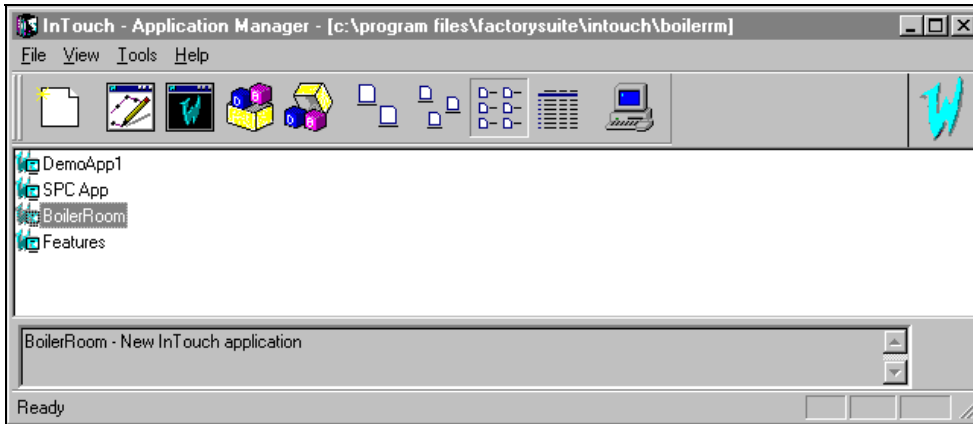 InTouch - Application Manager - [c:\program files\factorysuite\intouch\boilerrm]
File View Tools Help
DemoApp1
SPC App
BoilerRoom
Features
BoilerRoom - New InTouch application
Ready